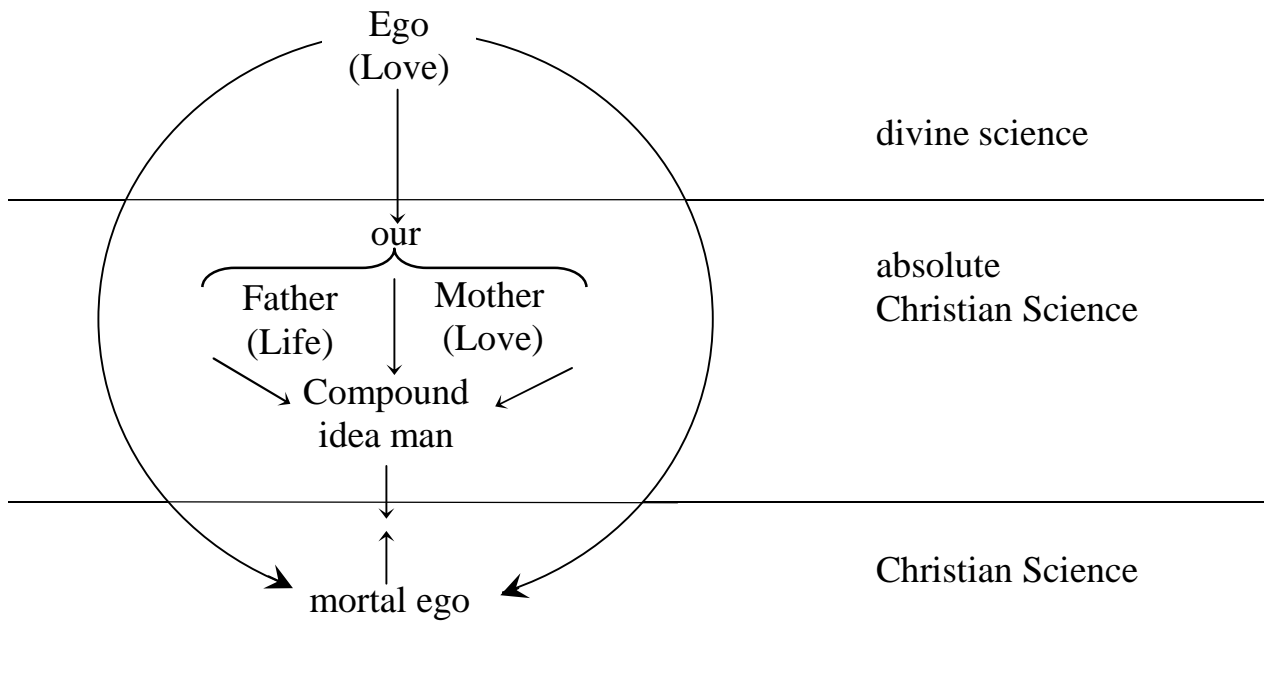 Ego
(Love)
divine science
our
absolute
Christian Science
Father
(Life)
Mother
(Love)
Compound
idea man
Christian Science
mortal ego